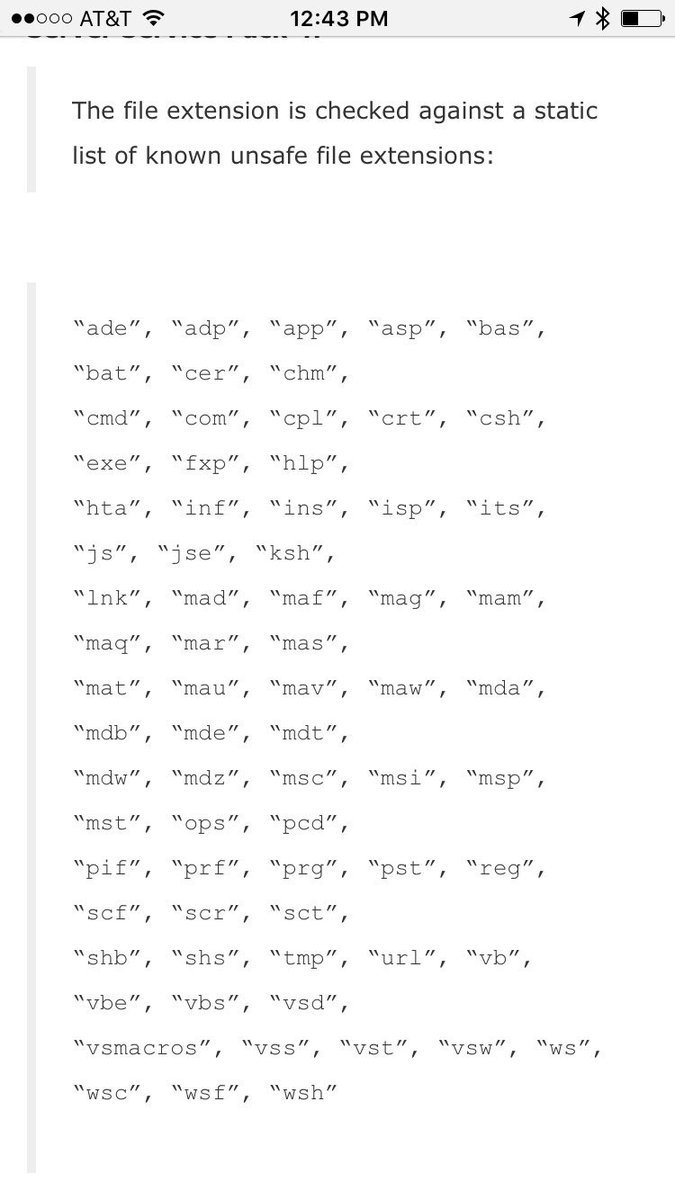 AT&T 12:43 PM
The file extension is checked against a static
list of known unsafe file extensions:
“ade”, “adp”, “app”, “asp”, “bas”,
“bat”, “cer”, “chm”,
“cmd”, “com”, “cpl”, “crt”, “csh”,
“exe”, “fxp”, “hlp”,
“hta”, “inf”, “ins”, “isp”, “its”,
“js”, “jse”, “ksh”,
“lnk”, “mad”, “maf”, “mag”, “mam”,
“maq”, “mar”, “mas”,
“mat”, “mau”, “mav”, “maw”, “mda”,
“mdb”, “mde”, “mdt”,
“mdw”, “mdz”, “msc”, “msi”, “msp”,
“mst”, “ops”, “pcd”,
“pif”, “prf”, “prg”, “pst”, “reg”,
“scf”, “scr”, “sct”,
“shb”, “shs”, “tmp”, “url”, “vb”,
“vbe”, “vbs”, “vsd”,
“vsmacros”, “vss”, “vst”, “vsw”, “ws”,
“wsc”, “wsf”, “wsh”